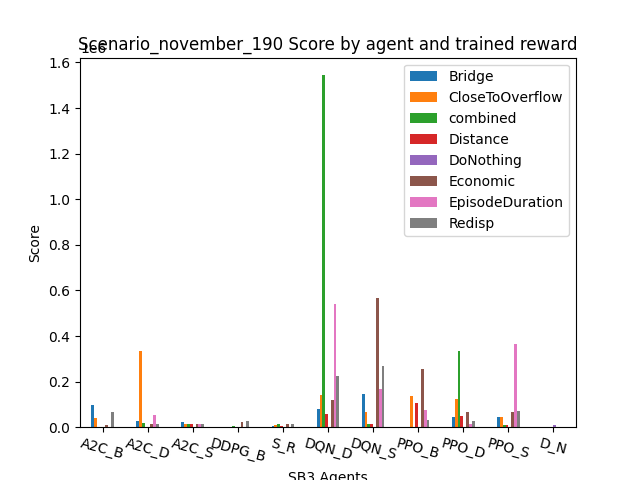 Scenario_november_190 Score by agent and trained reward
1e6
1.6
1.4
1.2
1.0
0.8
0.6
0.4
0.2
0.0
Score
Bridge
CloseToOverflow
combined
Distance
DoNothing
Economic
EpisodeDuration
Redisp
A2C_B
A2C_D
A2C_S
DDPG_B
S_R
DQN_D
DQN_S
PPO_B
PPO_D
PPO_S
D_N
SB3 Agents